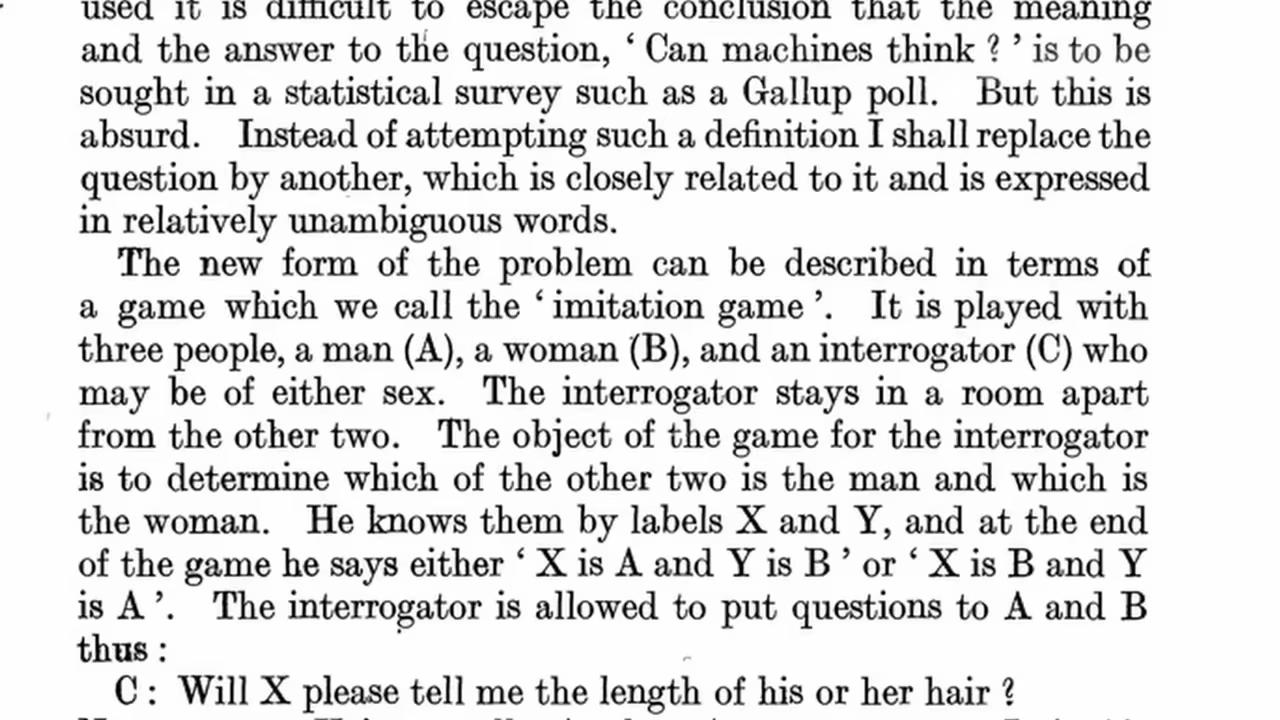 used it is difficult to escape the conclusion that the meaning
and the answer to the question, ‘ Can machines think ? ’ is to be
sought in a statistical survey such as a Gallup poll. But this is
absurd. Instead of attempting such a definition I shall replace the
question by another, which is closely related to it and is expressed
in relatively unambiguous words.
The new form of the problem can be described in terms of
a game which we call the ‘ imitation game ’. It is played with
three people, a man (A), a woman (B), and an interrogator (C) who
may be of either sex. The interrogator stays in a room apart
from the other two. The object of the game for the interrogator
is to determine which of the other two is the man and which is
the woman. He knows them by labels X and Y, and at the end
of the game he says either ‘ X is A and Y is B ’ or ‘ X is B and Y
is A ’. The interrogator is allowed to put questions to A and B
thus :
C : Will X please tell me the length of his or her hair ?